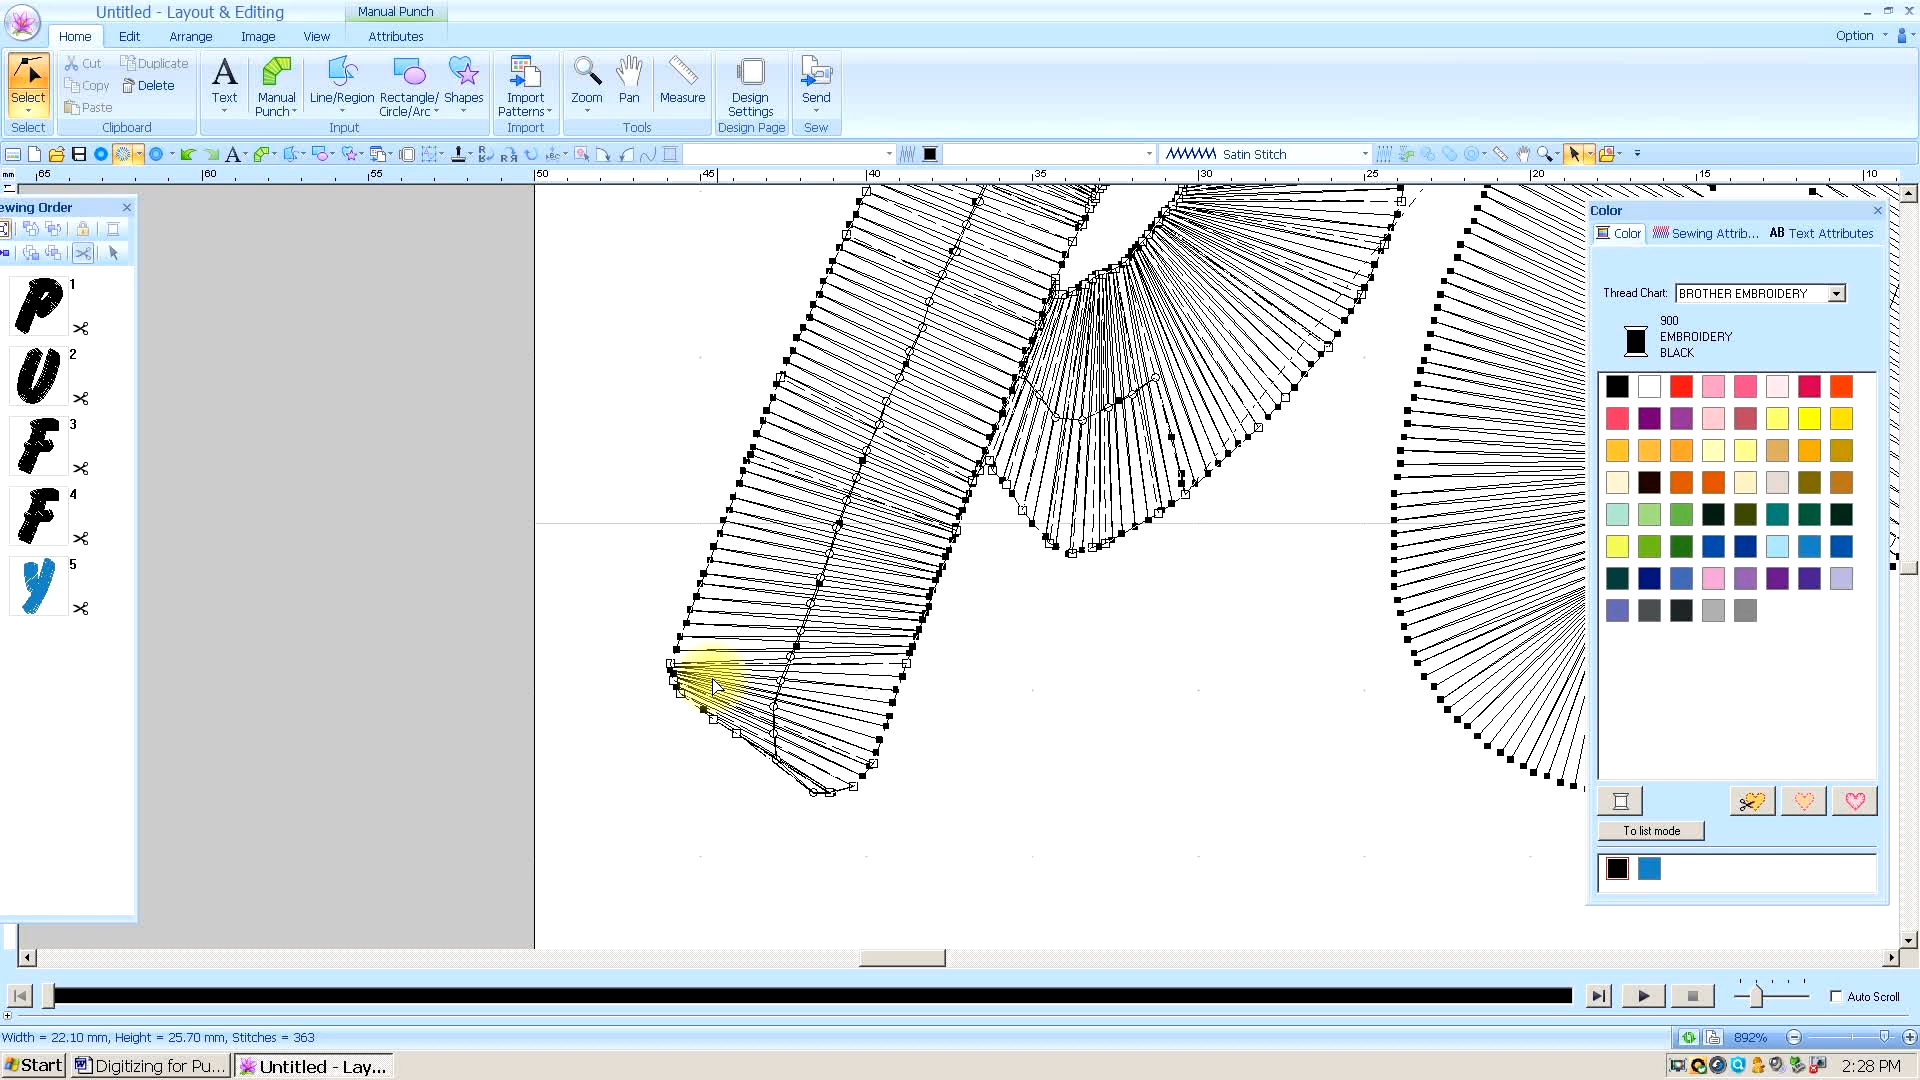 Untitled - Layout & Editing
Manual Punch
Home
Edit
Arrange
Image
View
Attributes
Option
Select
Cut
Copy
Paste
Duplicate
Delete
Text
Manual
Punch
Line/Region
Rectangle/
Circle/Arc
Shapes
Import
Patterns
Zoom
Pan
Measure
Design
Settings
Send
Select
Clipboard
Input
Import
Tools
Design Page
Sew
Satin Stitch
mm
65
60
55
50
45
40
35
30
25
20
15
10
ewing Order
1
2
3
4
5
Color
Color
Sewing Attrib...
AB Text Attributes
Thread Chart:
BROTHER EMBROIDERY
900
EMBROIDERY
BLACK
To list mode
Auto Scroll
Width = 22.10 mm, Height = 25.70 mm, Stitches = 363
892%
Start
Digitizing for Pu...
Untitled - Lay...
2:28 PM